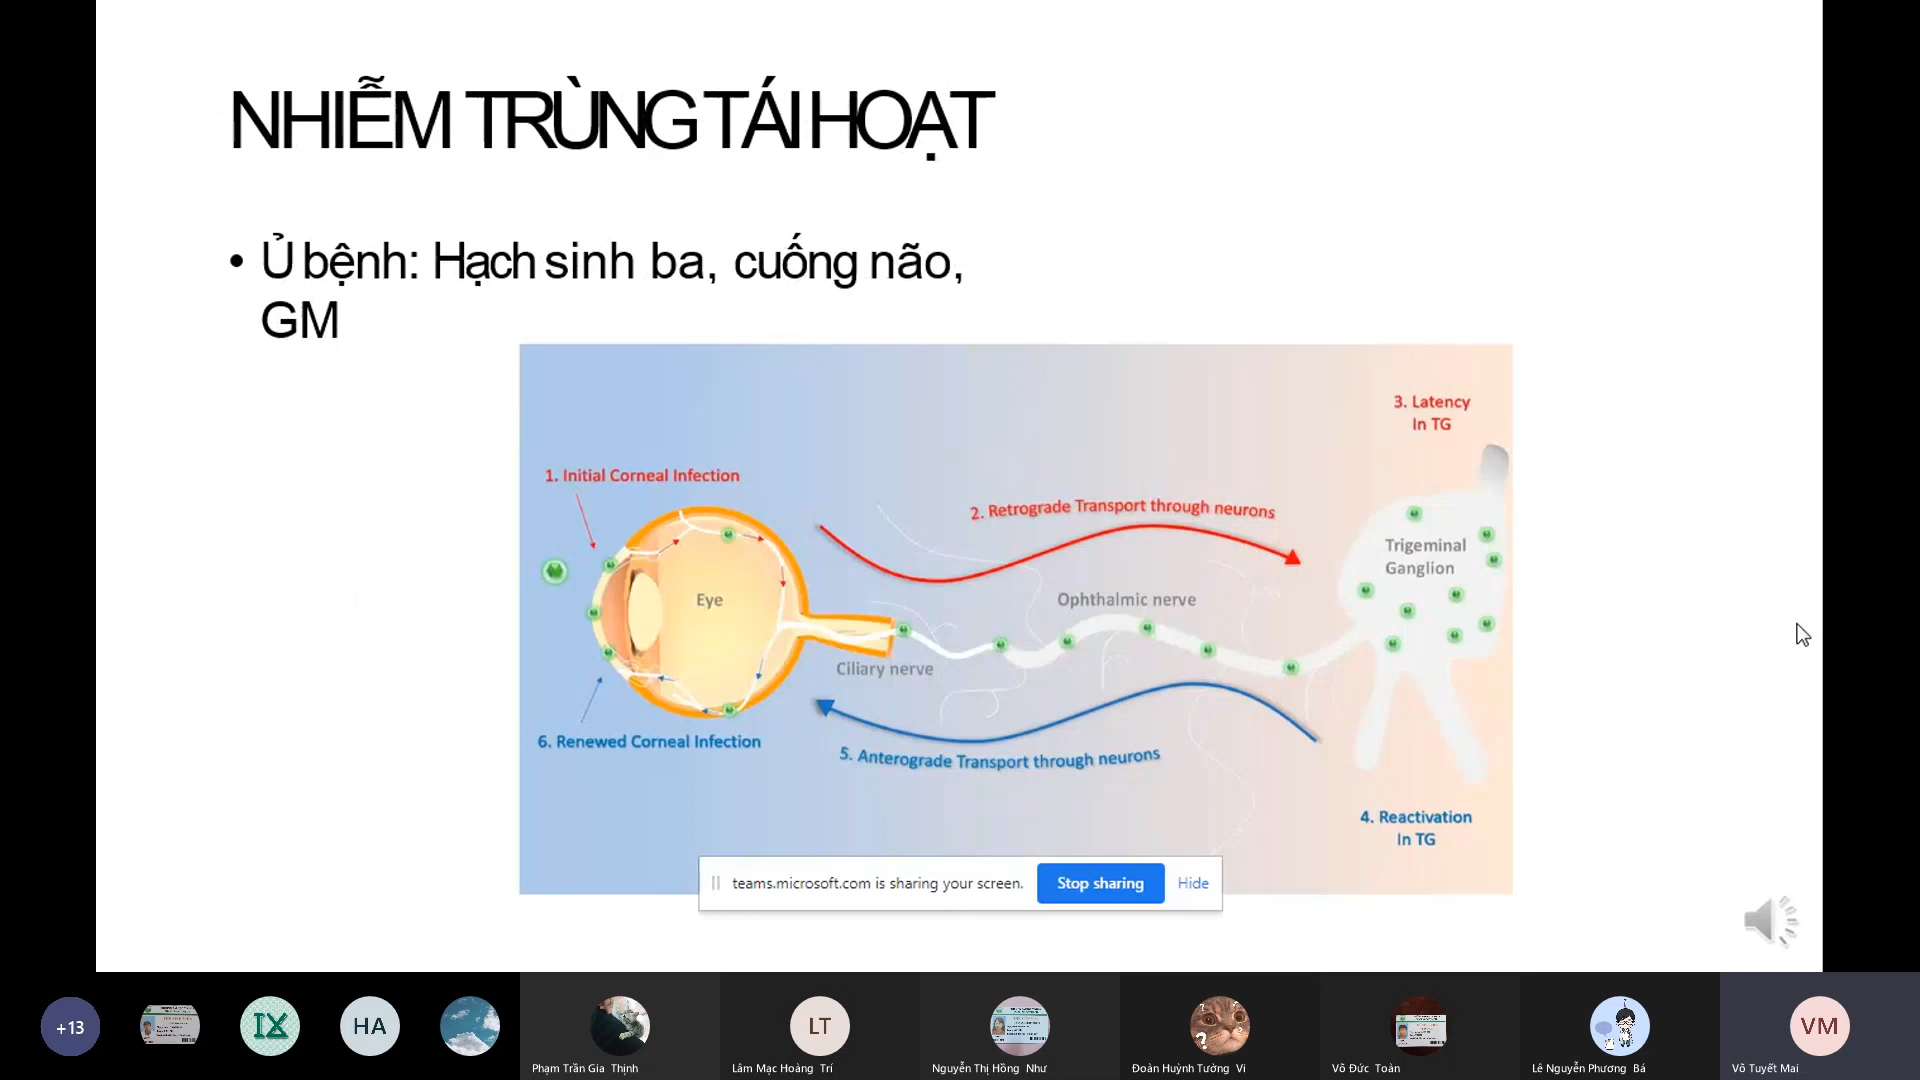 NHIỄM TRÙNG TÁI HOẠT
• Ủ bệnh: Hạch sinh ba, cuống não,
GM
3. Latency
In TG
1. Initial Corneal Infection
2. Retrograde Transport through neurons
Trigeminal
Ganglion
Eye
Ophthalmic nerve
Ciliary nerve
6. Renewed Corneal Infection
5. Anterograde Transport through neurons
4. Reactivation
In TG
teams.microsoft.com is sharing your screen.
Stop sharing
Hide
+13
IX
HA
LT
VM
Phạm Trần Gia Thịnh
Lâm Mạc Hoàng Trí
Nguyễn Thị Hồng Như
Đoàn Huỳnh Tường Vi
Võ Đức Toàn
Lê Nguyễn Phương Bá
Võ Tuyết Mai